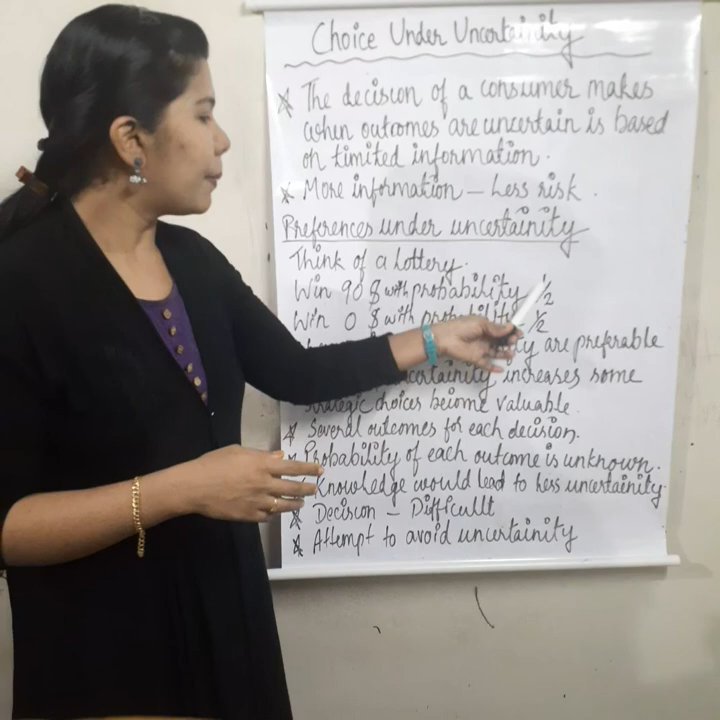 Choice Under Uncertainity
* The decision of a consumer makes
when outcomes are uncertain is based
on limited information.
* More information – Less risk.
Preferences under uncertainity
Think of a Lottery.
Win 90 $ with probability 1/2
Win 0 $ with probability 1/2
are preferable
increases some
strategic choices become valuable.
* Several outcomes for each decision.
* Probability of each outcome is unknown.
* Knowledge would lead to less uncertainity.
* Decision – Difficullt
* Attempt to avoid uncertainity